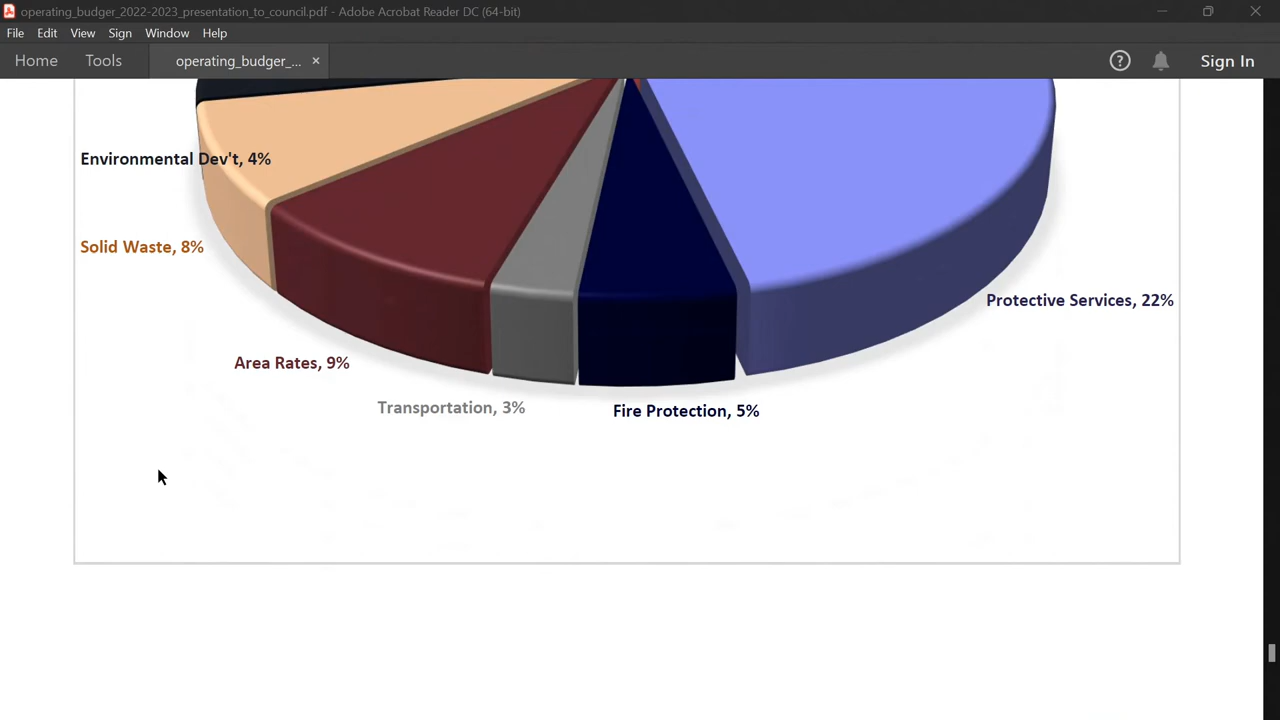 operating_budget_2022-2023_presentation_to_council.pdf - Adobe Acrobat Reader DC (64-bit)
File Edit View Sign Window Help
Home Tools operating_budget_... × ? Sign In
Environmental Dev't, 4%
Solid Waste, 8%
Protective Services, 22%
Area Rates, 9%
Transportation, 3%
Fire Protection, 5%